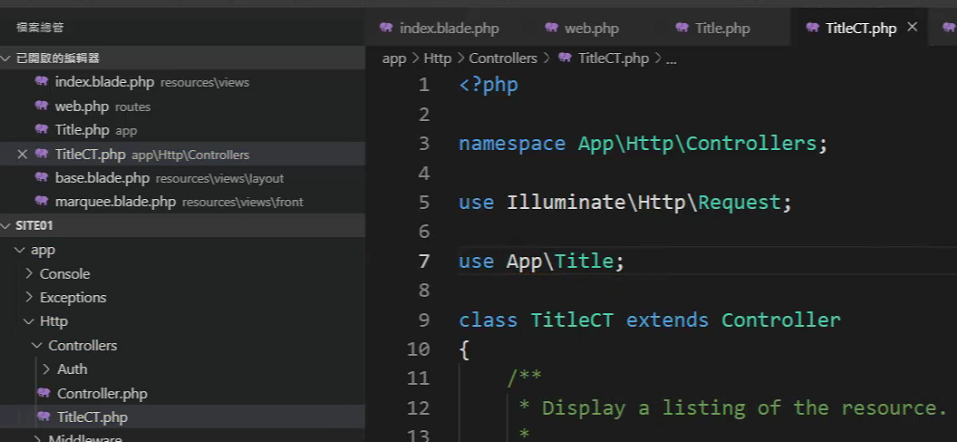 檔案總管
已開啟的編輯器
index.blade.php resources\views
web.php routes
Title.php app
TitleCT.php app\Http\Controllers
base.blade.php resources\views\layout
marquee.blade.php resources\views\front
SITE01
app
Console
Exceptions
Http
Controllers
Auth
Controller.php
TitleCT.php
Middleware
index.blade.php web.php Title.php TitleCT.php
app > Http > Controllers > TitleCT.php > ...
1 <?php
2
3 namespace App\Http\Controllers;
4
5 use Illuminate\Http\Request;
6
7 use App\Title;
8
9 class TitleCT extends Controller
10 {
11 /**
12 * Display a listing of the resource.
13 *